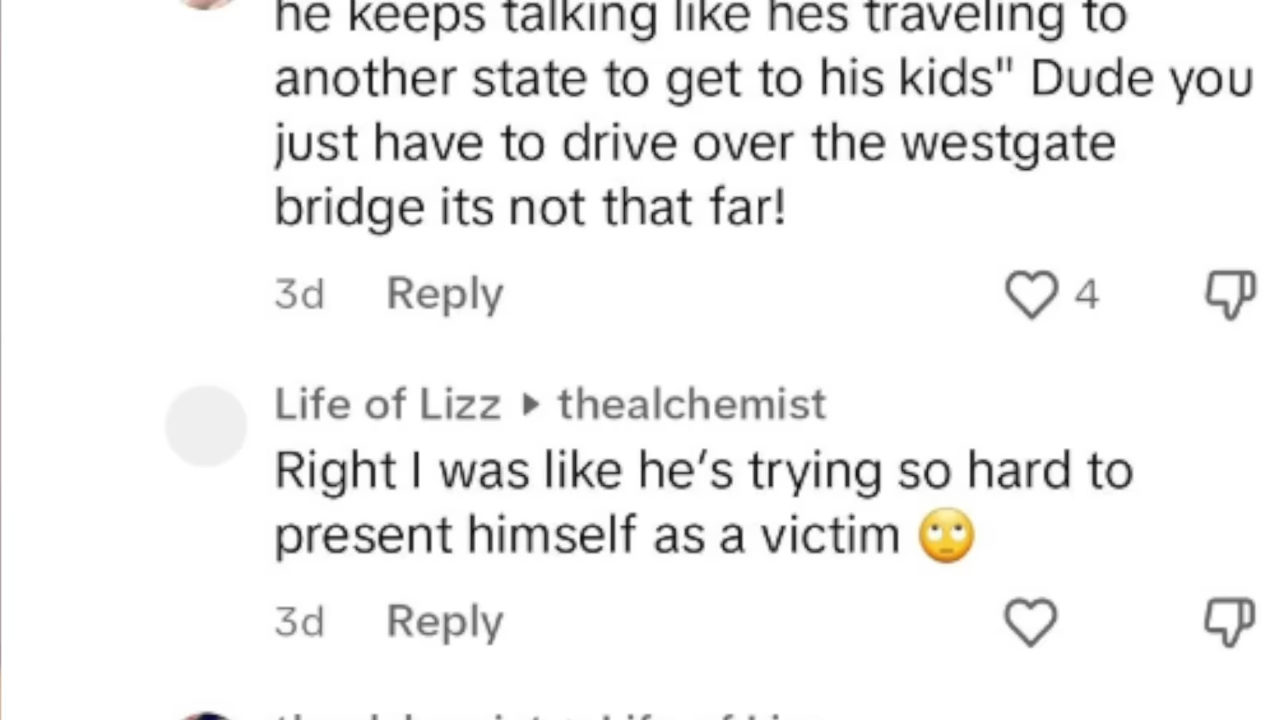 he keeps talking like hes traveling to
another state to get to his kids" Dude you
just have to drive over the westgate
bridge its not that far!
3d Reply 4
Life of Lizz ▸ thealchemist
Right I was like he's trying so hard to
present himself as a victim 🙄
3d Reply